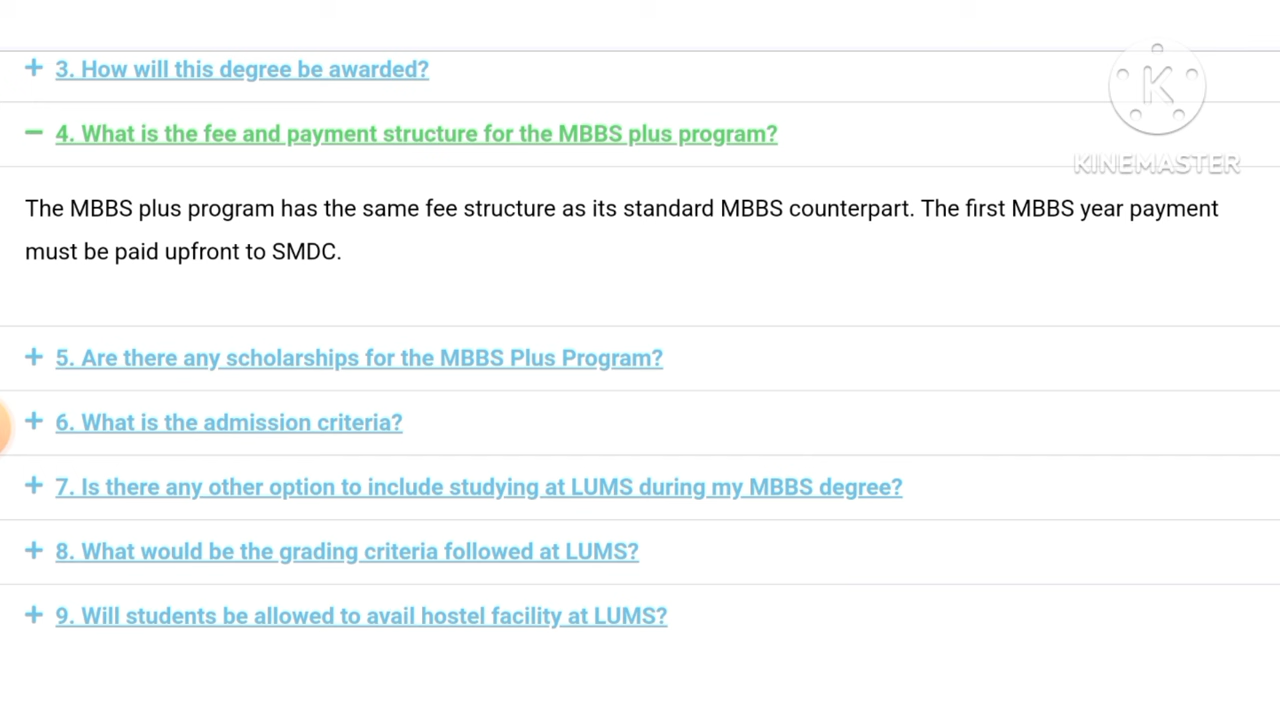 + 3. How will this degree be awarded?
− 4. What is the fee and payment structure for the MBBS plus program?
K
KINEMASTER
The MBBS plus program has the same fee structure as its standard MBBS counterpart. The first MBBS year payment
must be paid upfront to SMDC.
+ 5. Are there any scholarships for the MBBS Plus Program?
+ 6. What is the admission criteria?
+ 7. Is there any other option to include studying at LUMS during my MBBS degree?
+ 8. What would be the grading criteria followed at LUMS?
+ 9. Will students be allowed to avail hostel facility at LUMS?